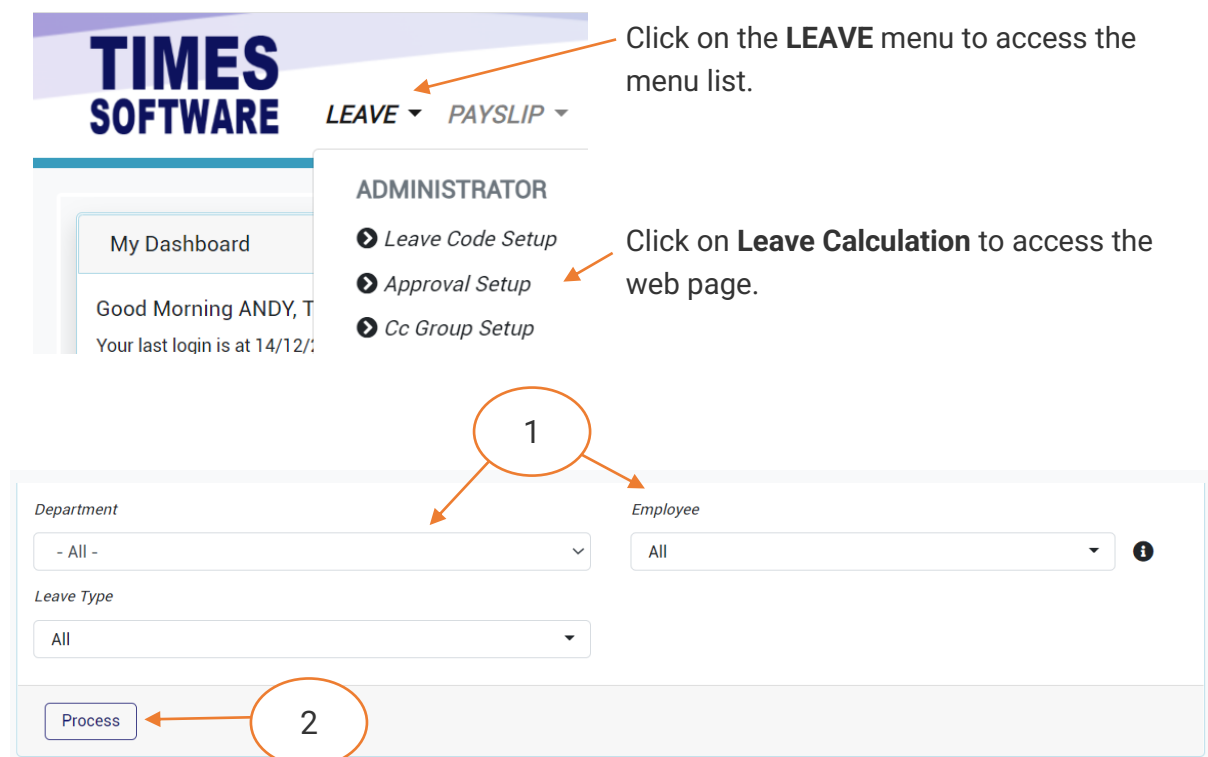 TIMES
SOFTWARE
LEAVE
PAYSLIP
Click on the LEAVE menu to access the
menu list.
ADMINISTRATOR
Leave Code Setup
Approval Setup
Cc Group Setup
Click on Leave Calculation to access the
web page.
My Dashboard
Good Morning ANDY, T
Your last login is at 14/12/
1
Department
Employee
- All -
All
Leave Type
All
Process
2